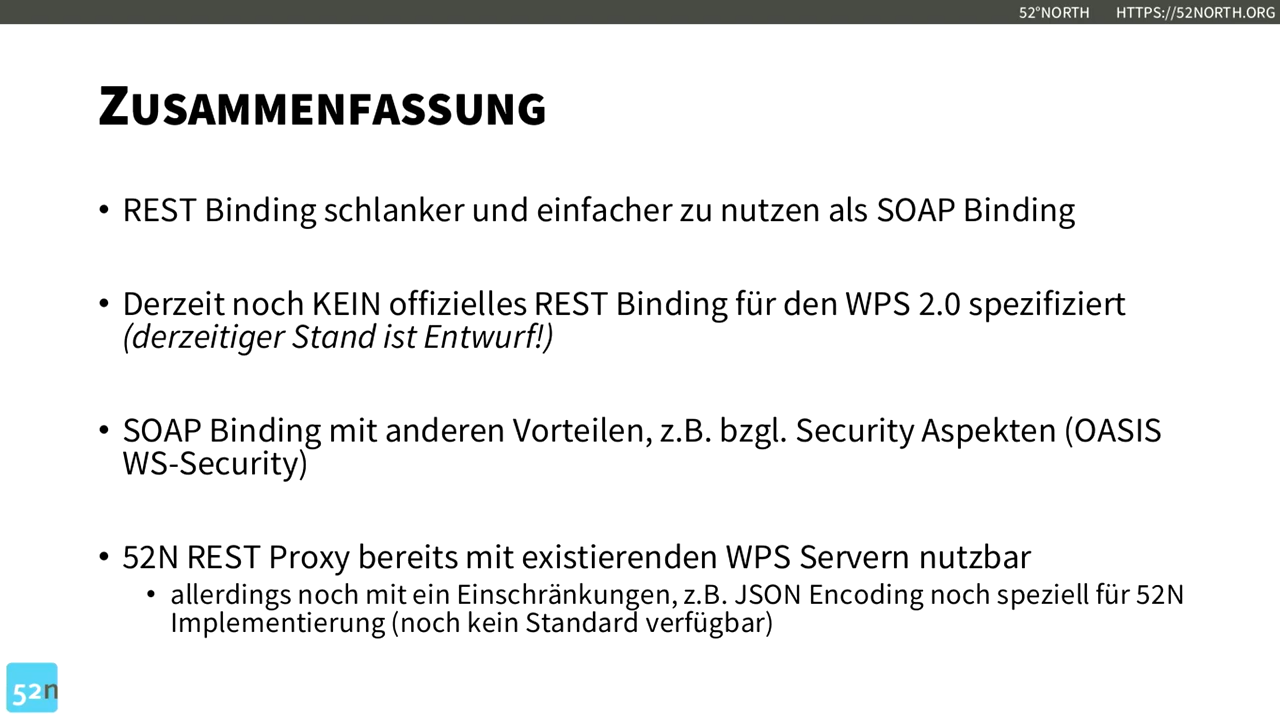 52°NORTH HTTPS://52NORTH.ORG
ZUSAMMENFASSUNG
• REST Binding schlanker und einfacher zu nutzen als SOAP Binding
• Derzeit noch KEIN offizielles REST Binding für den WPS 2.0 spezifiziert
(derzeitiger Stand ist Entwurf!)
• SOAP Binding mit anderen Vorteilen, z.B. bzgl. Security Aspekten (OASIS
WS-Security)
• 52N REST Proxy bereits mit existierenden WPS Servern nutzbar
• allerdings noch mit ein Einschränkungen, z.B. JSON Encoding noch speziell für 52N
Implementierung (noch kein Standard verfügbar)
52n